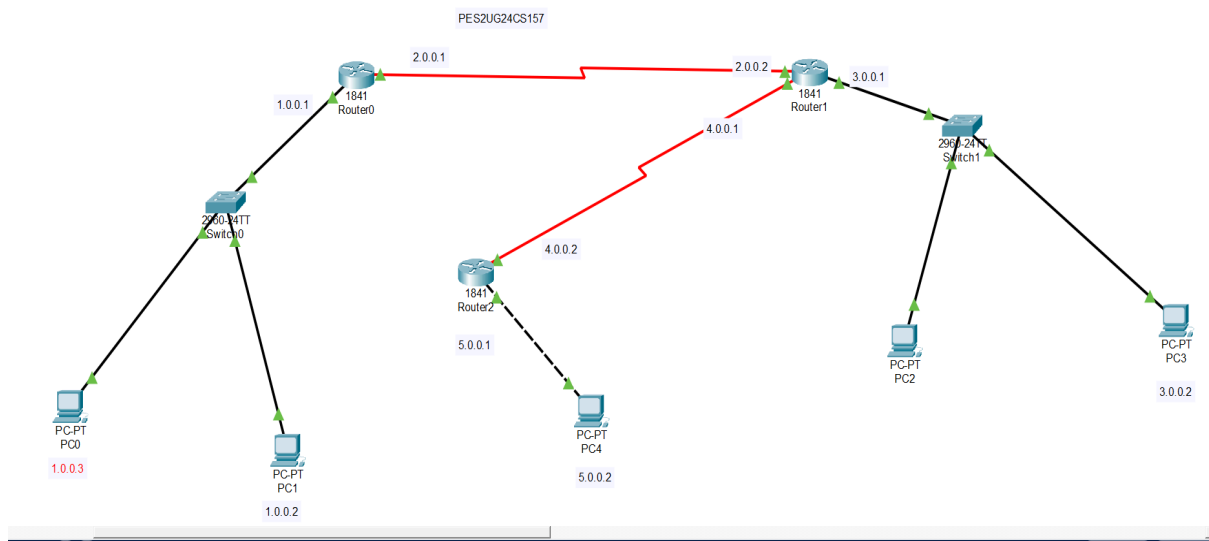 PES2UG24CS157
2.0.0.1
2.0.0.2
3.0.0.1
1841
Router0
1841
Router1
1.0.0.1
4.0.0.1
2960-24TT
Switch1
2960-24TT
Switch0
4.0.0.2
1841
Router2
5.0.0.1
PC-PT
PC2
PC-PT
PC3
3.0.0.2
PC-PT
PC0
1.0.0.3
PC-PT
PC4
5.0.0.2
PC-PT
PC1
1.0.0.2